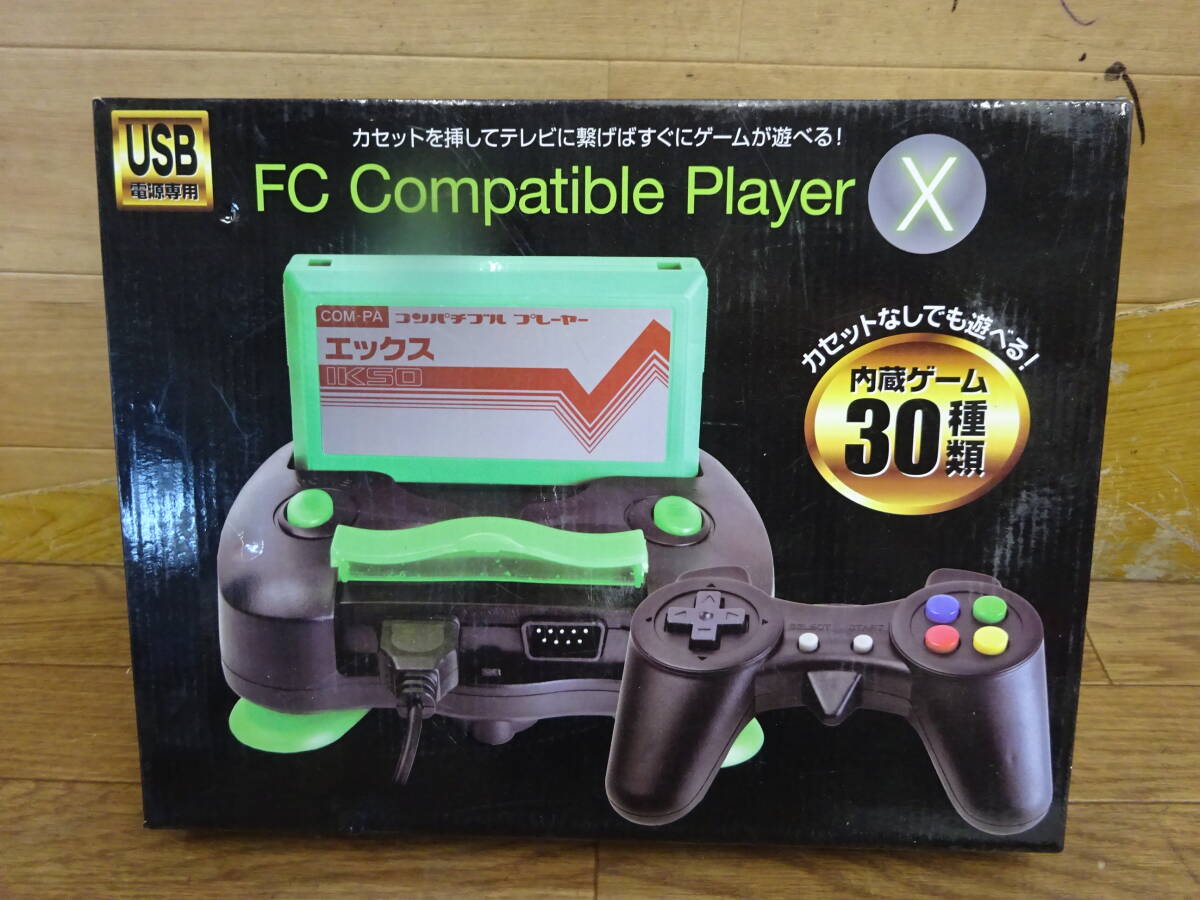 USB
電源専用
カセットを挿してテレビに繋げばすぐにゲームが遊べる!
FC Compatible Player X
カセットなしでも遊べる!
内蔵ゲーム
30種類
COM-PA コンパチブル プレーヤー
エックス
IKSO
SELECT START